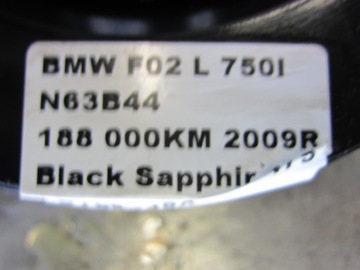 BMW F02 L 750I
N63B44
188 000KM 2009R
Black Sapphir